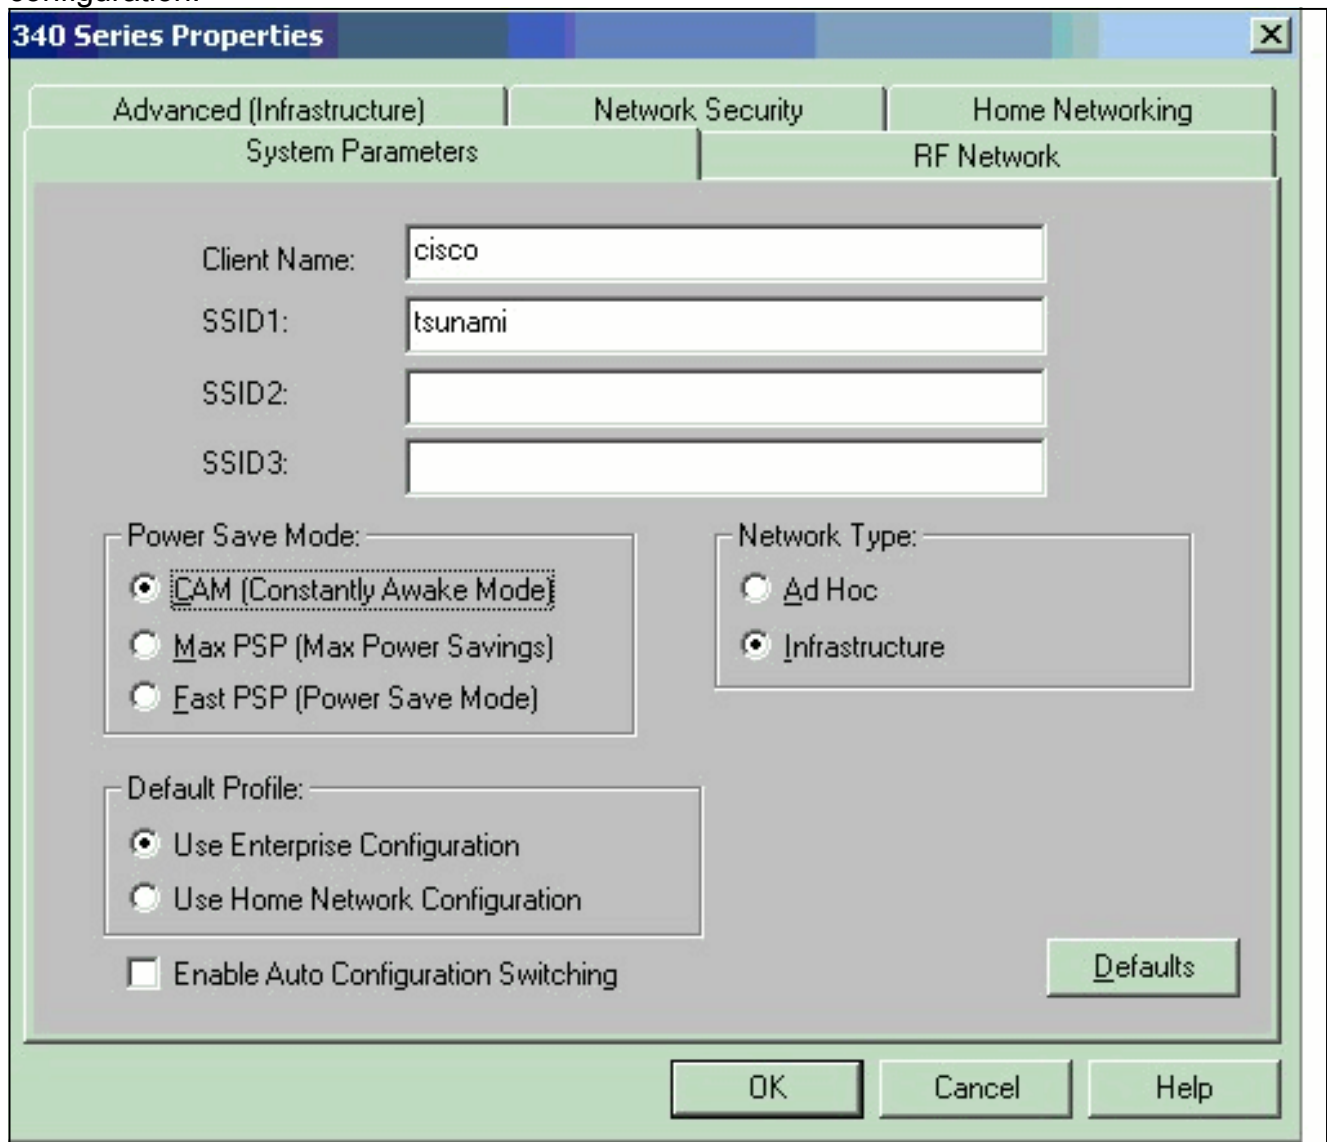 configuration.
340 Series Properties
Advanced (Infrastructure) Network Security Home Networking
System Parameters RF Network
Client Name: cisco
SSID1: tsunami
SSID2:
SSID3:
Power Save Mode: Network Type:
CAM (Constantly Awake Mode) Ad Hoc
Max PSP (Max Power Savings) Infrastructure
Fast PSP (Power Save Mode)
Default Profile:
Use Enterprise Configuration
Use Home Network Configuration
Enable Auto Configuration Switching Defaults
OK Cancel Help